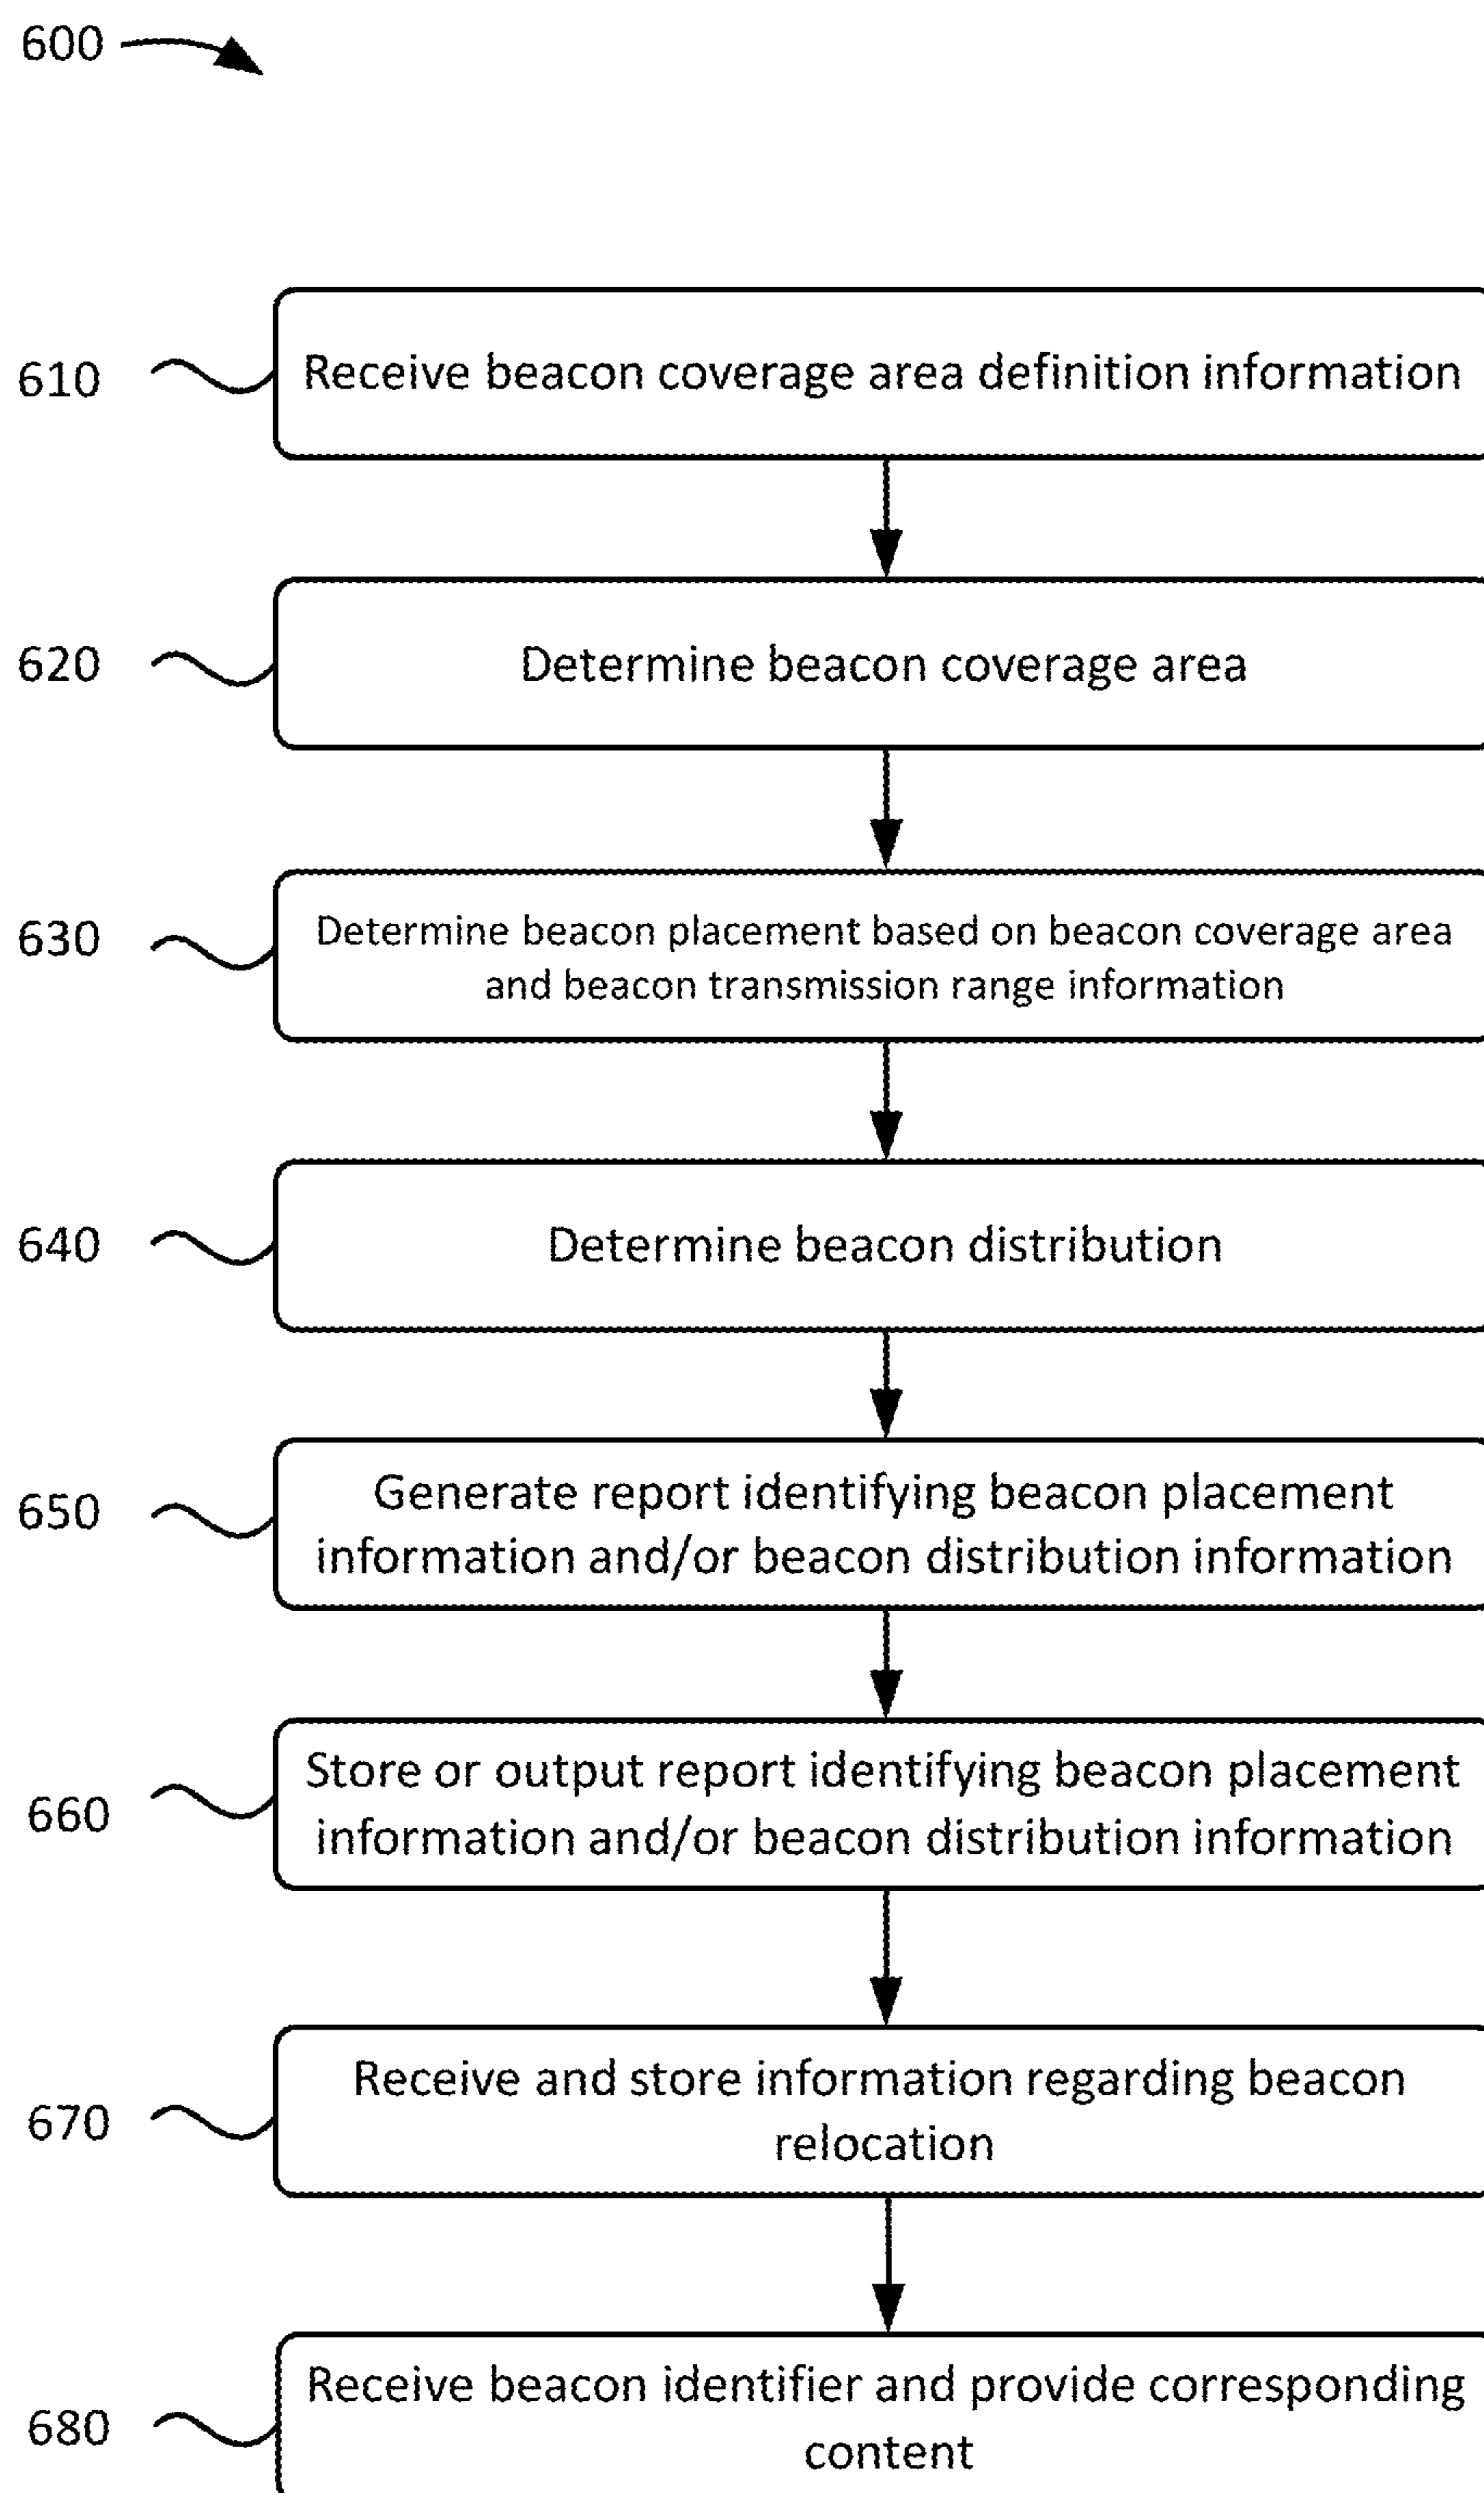 600
610
Receive beacon coverage area definition information
620
Determine beacon coverage area
630
Determine beacon placement based on beacon coverage area
and beacon transmission range information
640
Determine beacon distribution
650
Generate report identifying beacon placement
information and/or beacon distribution information
660
Store or output report identifying beacon placement
information and/or beacon distribution information
670
Receive and store information regarding beacon
relocation
680
Receive beacon identifier and provide corresponding
content